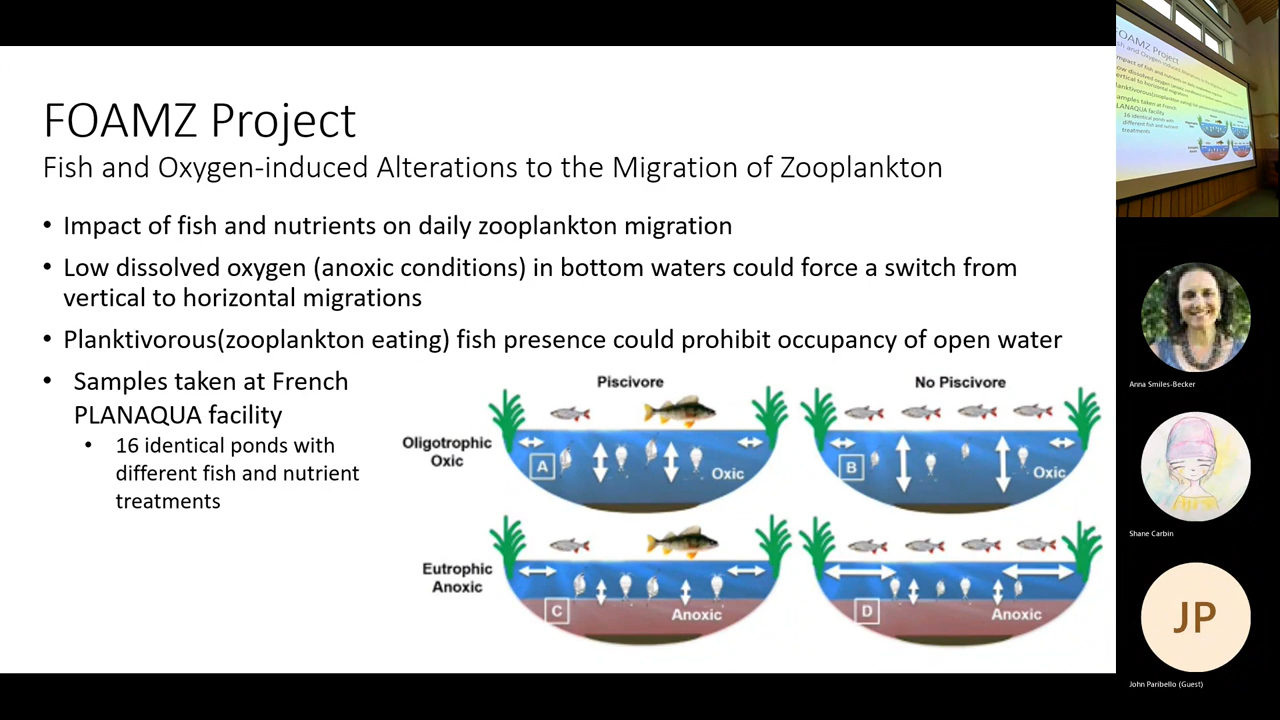 FOAMZ Project
Fish and Oxygen-induced Alterations to the Migration of Zooplankton
• Impact of fish and nutrients on daily zooplankton migration
• Low dissolved oxygen (anoxic conditions) in bottom waters could force a switch from
vertical to horizontal migrations
• Planktivorous(zooplankton eating) fish presence could prohibit occupancy of open water
• Samples taken at French
PLANAQUA facility
• 16 identical ponds with
different fish and nutrient
treatments
Piscivore
No Piscivore
Oligotrophic
Oxic
A
Oxic
B
Oxic
Eutrophic
Anoxic
C
Anoxic
D
Anoxic
FOAMZ Project
Anna Smiles-Becker
Shane Carbin
JP
John Paribello (Guest)